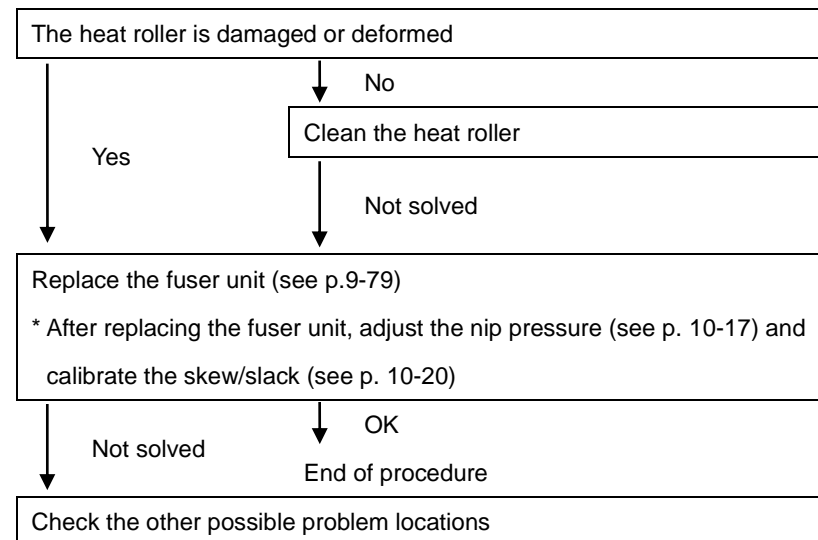 The heat roller is damaged or deformed
No
Clean the heat roller
Yes
Not solved
Replace the fuser unit (see p.9-79)
* After replacing the fuser unit, adjust the nip pressure (see p. 10-17) and
calibrate the skew/slack (see p. 10-20)
OK
Not solved
End of procedure
Check the other possible problem locations